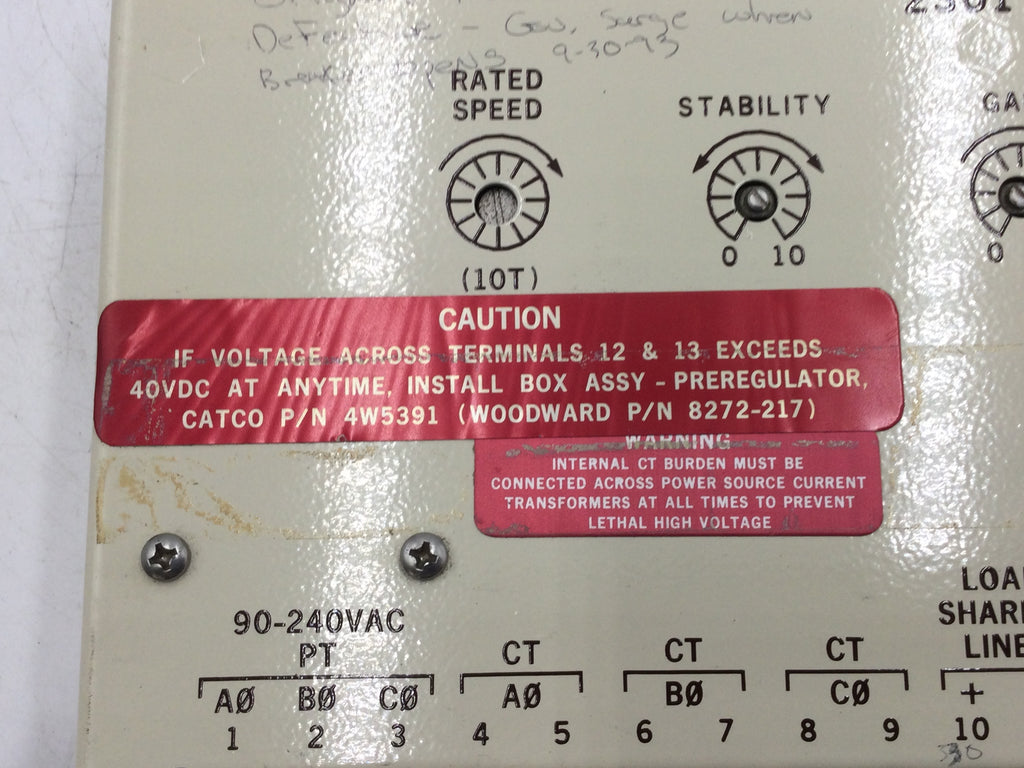 DeFective - Gov, Surge when
Breaker opens 9-30-93
RATED
SPEED
STABILITY
(10T)
0 10
0
CAUTION
IF VOLTAGE ACROSS TERMINALS 12 & 13 EXCEEDS
40VDC AT ANYTIME, INSTALL BOX ASSY - PREREGULATOR,
CATCO P/N 4W5391 (WOODWARD P/N 8272-217)
WARNING
INTERNAL CT BURDEN MUST BE
CONNECTED ACROSS POWER SOURCE CURRENT
TRANSFORMERS AT ALL TIMES TO PREVENT
LETHAL HIGH VOLTAGE
90-240VAC
PT
CT CT CT
AØ BØ CØ AØ BØ CØ +
1 2 3 4 5 6 7 8 9 10